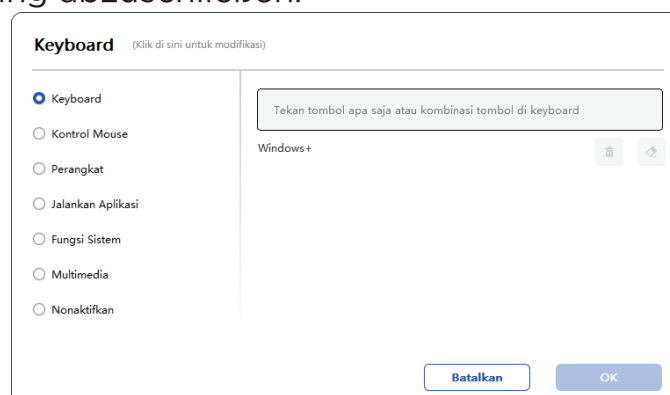 Keyboard (Klik di sini untuk modifikasi)
Keyboard
Tekan tombol apa saja atau kombinasi tombol di keyboard
Kontrol Mouse
Windows+
Perangkat
Jalankan Aplikasi
Fungsi Sistem
Multimedia
Nonaktifkan
Batalkan
OK